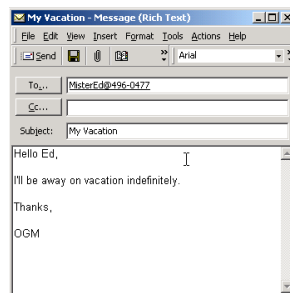 My Vacation - Message (Rich Text)
File Edit View Insert Format Tools Actions Help
Send Arial
To... MisterEd@496-0477
Cc...
Subject: My Vacation
Hello Ed,
I'll be away on vacation indefinitely.
Thanks,
OGM